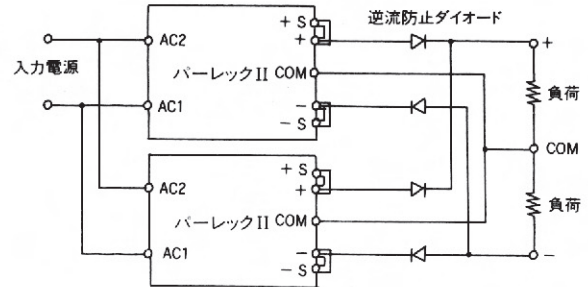 入力電源
AC2
AC1
パーレックII
+ S
+
COM
−
− S
逆流防止ダイオード
+
負荷
COM
負荷
−
AC2
AC1
パーレックII
+ S
+
COM
−
− S